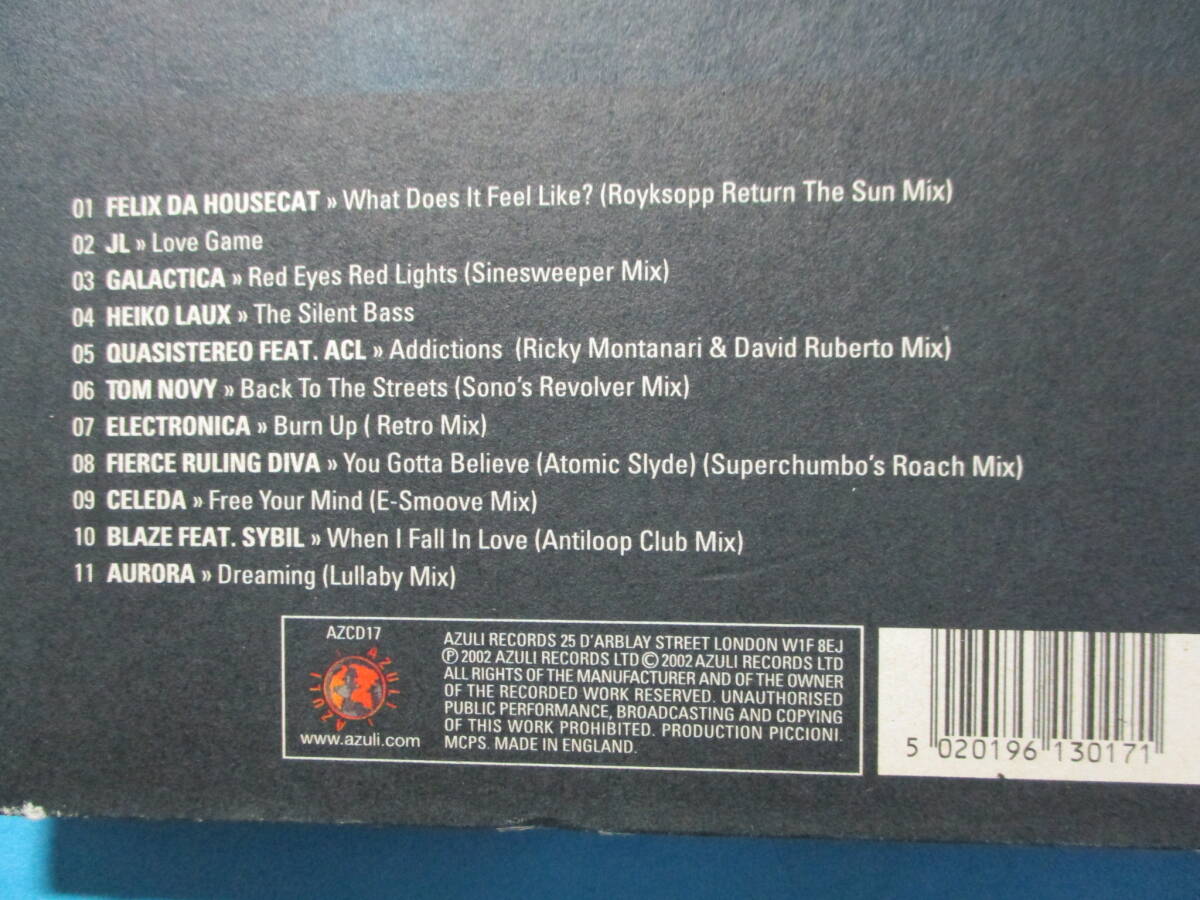 01 FELIX DA HOUSECAT » What Does It Feel Like? (Royksopp Return The Sun Mix)
02 JL » Love Game
03 GALACTICA » Red Eyes Red Lights (Sinesweeper Mix)
04 HEIKO LAUX » The Silent Bass
05 QUASISTEREO FEAT. ACL » Addictions (Ricky Montanari & David Ruberto Mix)
06 TOM NOVY » Back To The Streets (Sono's Revolver Mix)
07 ELECTRONICA » Burn Up ( Retro Mix)
08 FIERCE RULING DIVA » You Gotta Believe (Atomic Slyde) (Superchumbo's Roach Mix)
09 CELEDA » Free Your Mind (E-Smoove Mix)
10 BLAZE FEAT. SYBIL » When I Fall In Love (Antiloop Club Mix)
11 AURORA » Dreaming (Lullaby Mix)
AZCD17
AZULI AZULI AZULI
www.azuli.com
AZULI RECORDS 25 D'ARBLAY STREET LONDON W1F 8EJ
Ⓟ 2002 AZULI RECORDS LTD © 2002 AZULI RECORDS LTD
ALL RIGHTS OF THE MANUFACTURER AND OF THE OWNER
OF THE RECORDED WORK RESERVED. UNAUTHORISED
PUBLIC PERFORMANCE, BROADCASTING AND COPYING
OF THIS WORK PROHIBITED. PRODUCTION PICCIONI.
MCPS. MADE IN ENGLAND.
5 020196 130171